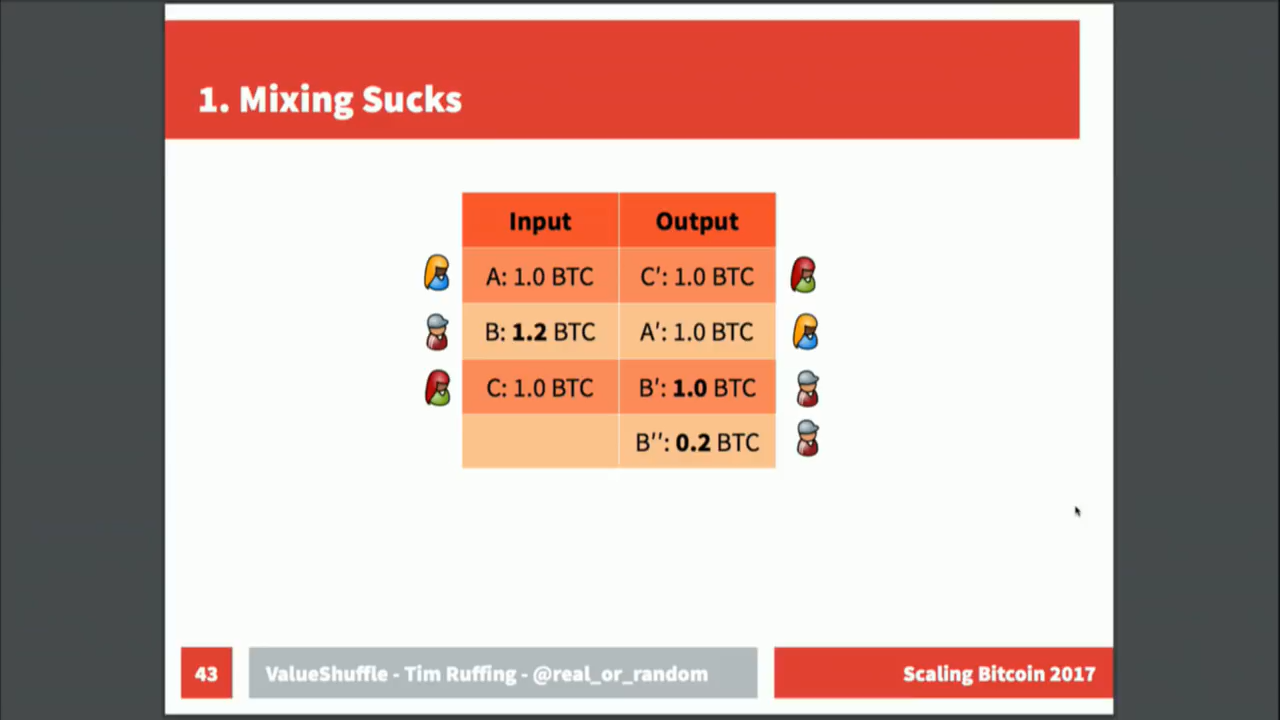 1. Mixing Sucks
Input Output
A: 1.0 BTC C′: 1.0 BTC
B: 1.2 BTC A′: 1.0 BTC
C: 1.0 BTC B′: 1.0 BTC
B′′: 0.2 BTC
43 ValueShuffle - Tim Ruffing - @real_or_random Scaling Bitcoin 2017